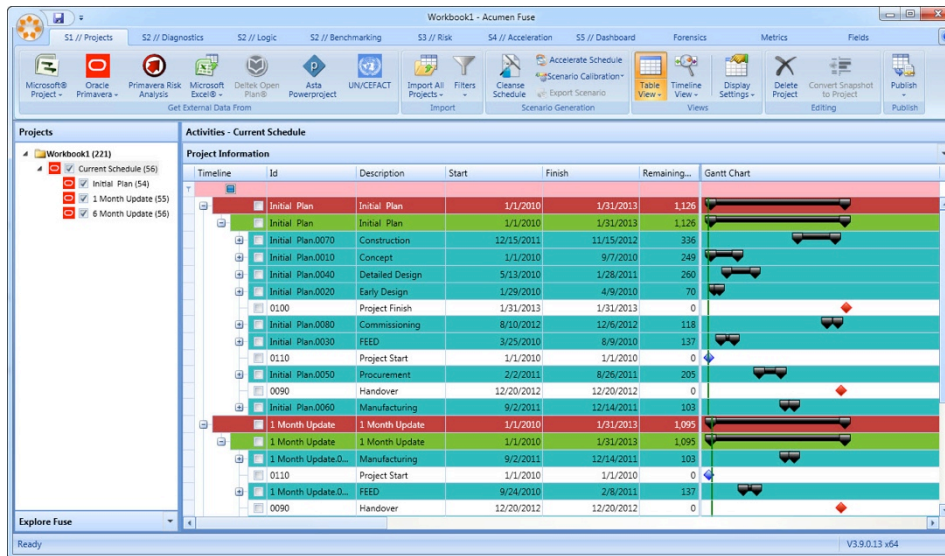 Workbook1 - Acumen Fuse
S1 // Projects S2 // Diagnostics S2 // Logic S2 // Benchmarking S3 // Risk S4 // Acceleration S5 // Dashboard Forensics Metrics Fields
Microsoft® Project Oracle Primavera Primavera Risk Analysis Microsoft Excel® Deltek Open Plan® Asta Powerproject UN/CEFACT Import All Projects Filters Cleanse Schedule Accelerate Schedule Scenario Calibration Export Scenario Table View Timeline View Display Settings Delete Project Convert Snapshot to Project Publish
Get External Data From Import Scenario Generation Views Editing Publish
Projects
Workbook1 (221)
Current Schedule (56)
Initial Plan (54)
1 Month Update (55)
6 Month Update (56)
Explore Fuse
Activities - Current Schedule
Project Information
Timeline Id Description Start Finish Remaining... Gantt Chart
Initial Plan Initial Plan 1/1/2010 1/31/2013 1,126
Initial Plan Initial Plan 1/1/2010 1/31/2013 1,126
Initial Plan.0070 Construction 12/15/2011 11/15/2012 336
Initial Plan.0010 Concept 1/1/2010 9/7/2010 249
Initial Plan.0040 Detailed Design 5/13/2010 1/28/2011 260
Initial Plan.0020 Early Design 1/29/2010 4/9/2010 70
0100 Project Finish 1/31/2013 1/31/2013 0
Initial Plan.0080 Commissioning 8/10/2012 12/6/2012 118
Initial Plan.0030 FEED 3/25/2010 8/9/2010 137
0110 Project Start 1/1/2010 1/1/2010 0
Initial Plan.0050 Procurement 2/2/2011 8/26/2011 205
0090 Handover 12/20/2012 12/20/2012 0
Initial Plan.0060 Manufacturing 9/2/2011 12/14/2011 103
1 Month Update 1 Month Update 1/1/2010 1/31/2013 1,095
1 Month Update 1 Month Update 1/1/2010 1/31/2013 1,095
1 Month Update.0... Manufacturing 9/2/2011 12/14/2011 103
0110 Project Start 1/1/2010 1/1/2010 0
1 Month Update.0... FEED 9/24/2010 2/8/2011 137
0090 Handover 12/20/2012 12/20/2012 0
Ready V3.9.0.13 x64